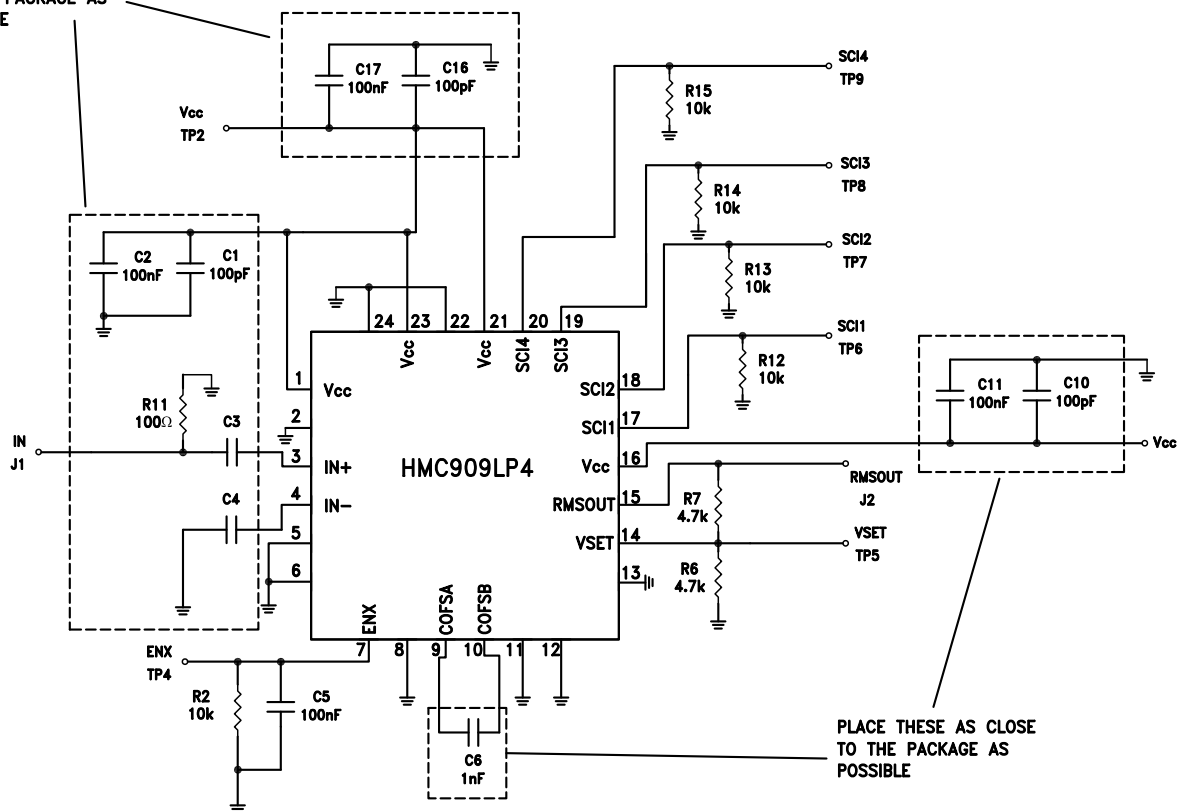 PACKAGE AS
E
C17
100nF
C16
100pF
Vcc
TP2
SCI4
TP9
R15
10k
SCI3
TP8
R14
10k
SCI2
TP7
R13
10k
SCI1
TP6
R12
10k
C2
100nF
C1
100pF
24
23
22
21
20
19
Vcc
Vcc
SCI4
SCI3
1
Vcc
2
3
IN+
4
IN-
5
6
HMC909LP4
SCI2
18
SCI1
17
Vcc
16
RMSOUT
15
VSET
14
13
C11
100nF
C10
100pF
Vcc
R11
100Ω
C3
IN
J1
C4
R7
4.7k
RMSOUT
J2
VSET
TP5
R6
4.7k
ENX
COFSA
COFSB
7
8
9
10
11
12
ENX
TP4
R2
10k
C5
100nF
C6
1nF
PLACE THESE AS CLOSE
TO THE PACKAGE AS
POSSIBLE